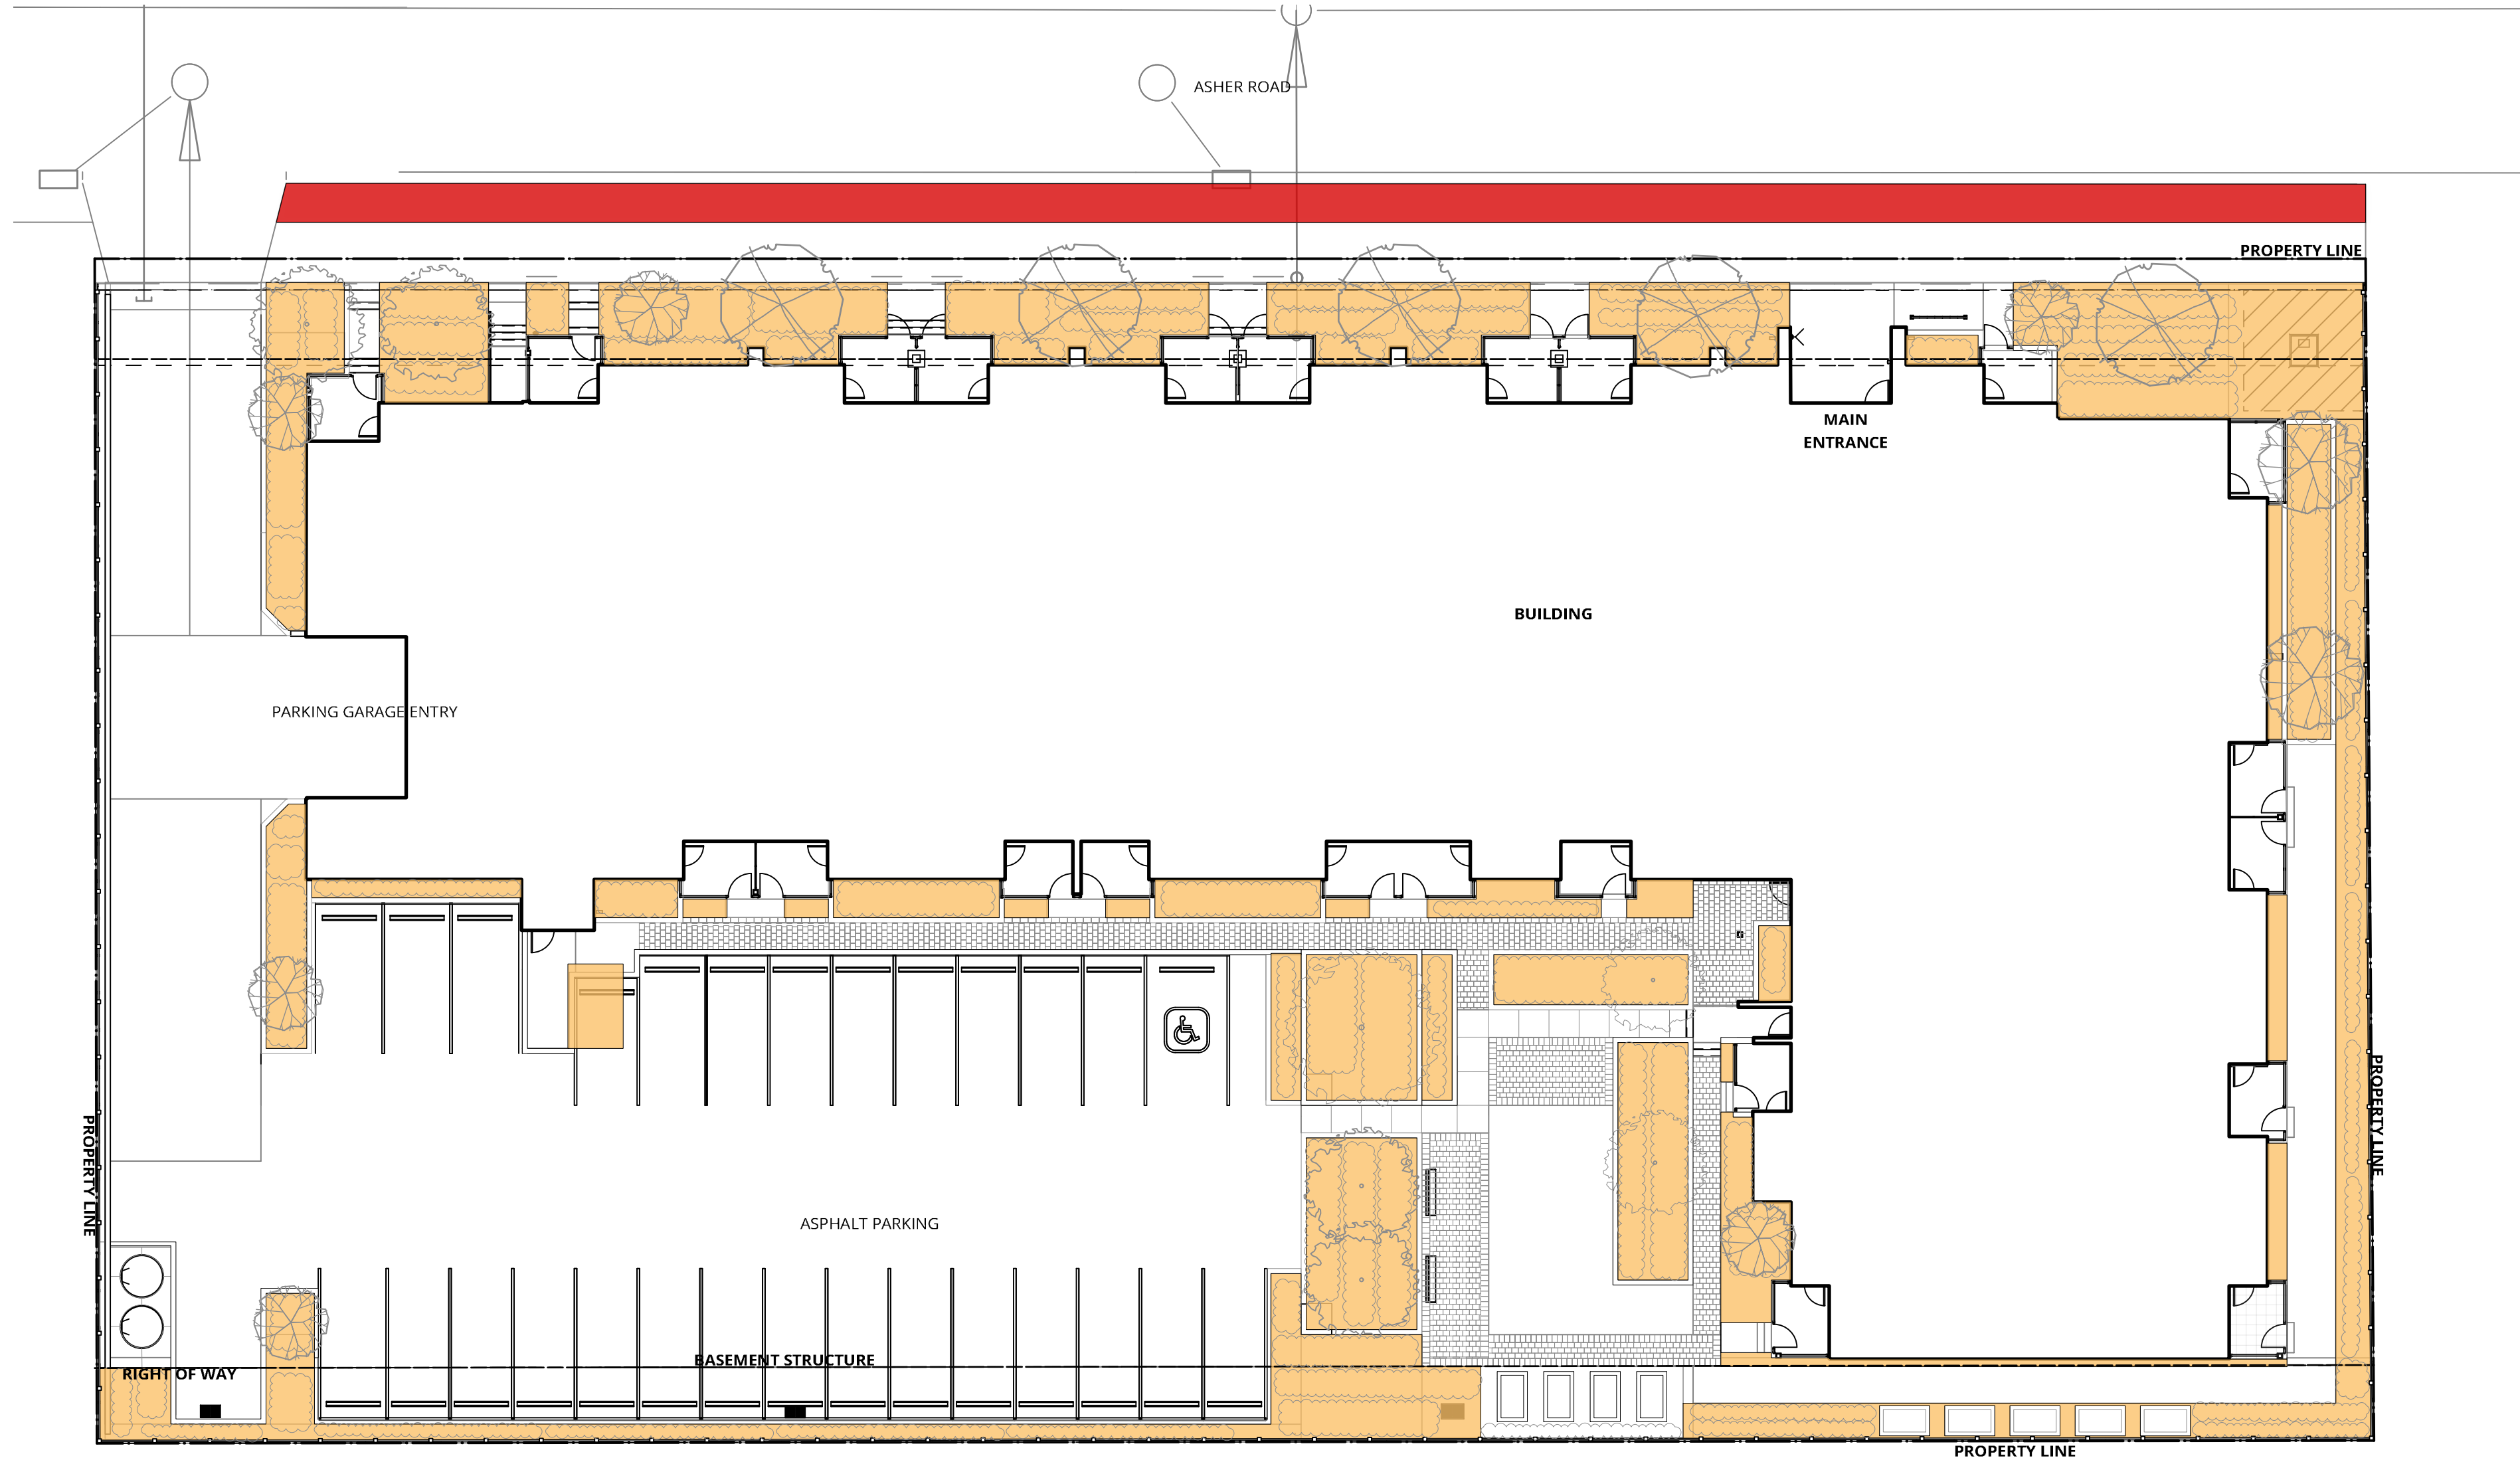 ASHER ROAD
PROPERTY LINE
MAIN
ENTRANCE
BUILDING
PARKING GARAGE ENTRY
PROPERTY LINE
PROPERTY LINE
ASPHALT PARKING
BASEMENT STRUCTURE
RIGHT OF WAY
PROPERTY LINE